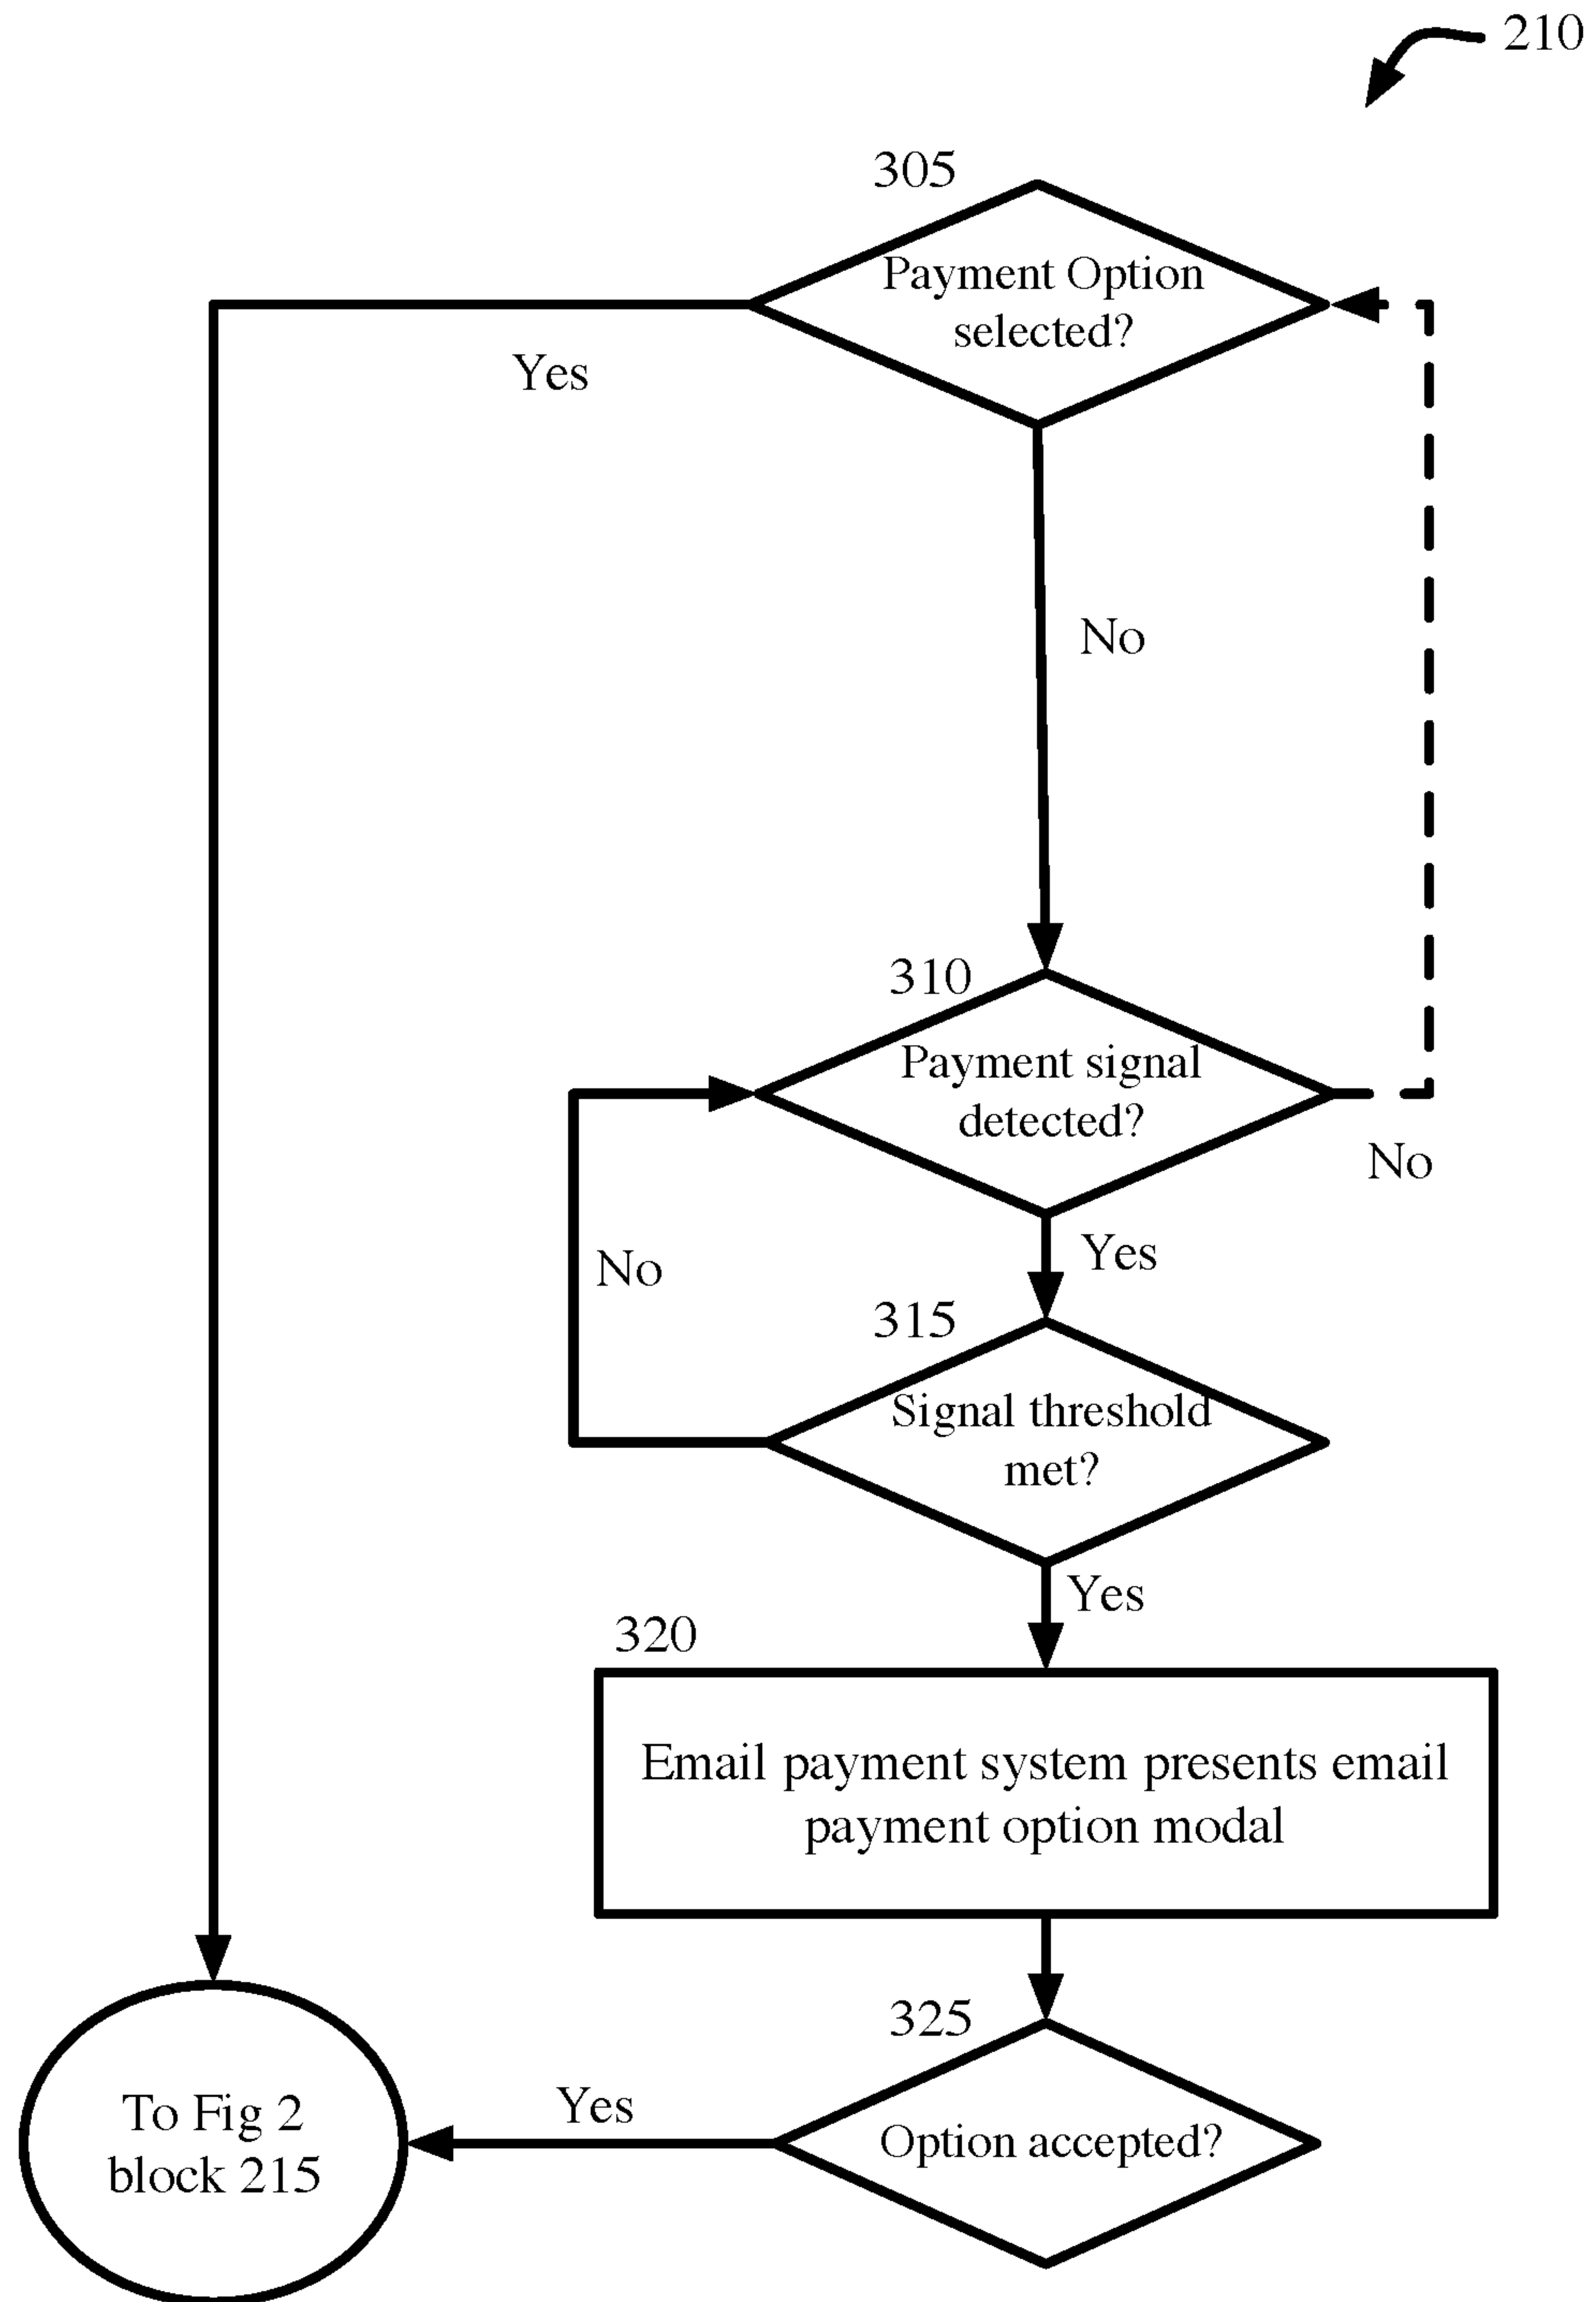 210
305
Payment Option
selected?
Yes
No
310
Payment signal
detected?
No
Yes
No
315
Signal threshold
met?
Yes
320
Email payment system presents email
payment option modal
325
Option accepted?
Yes
To Fig 2
block 215